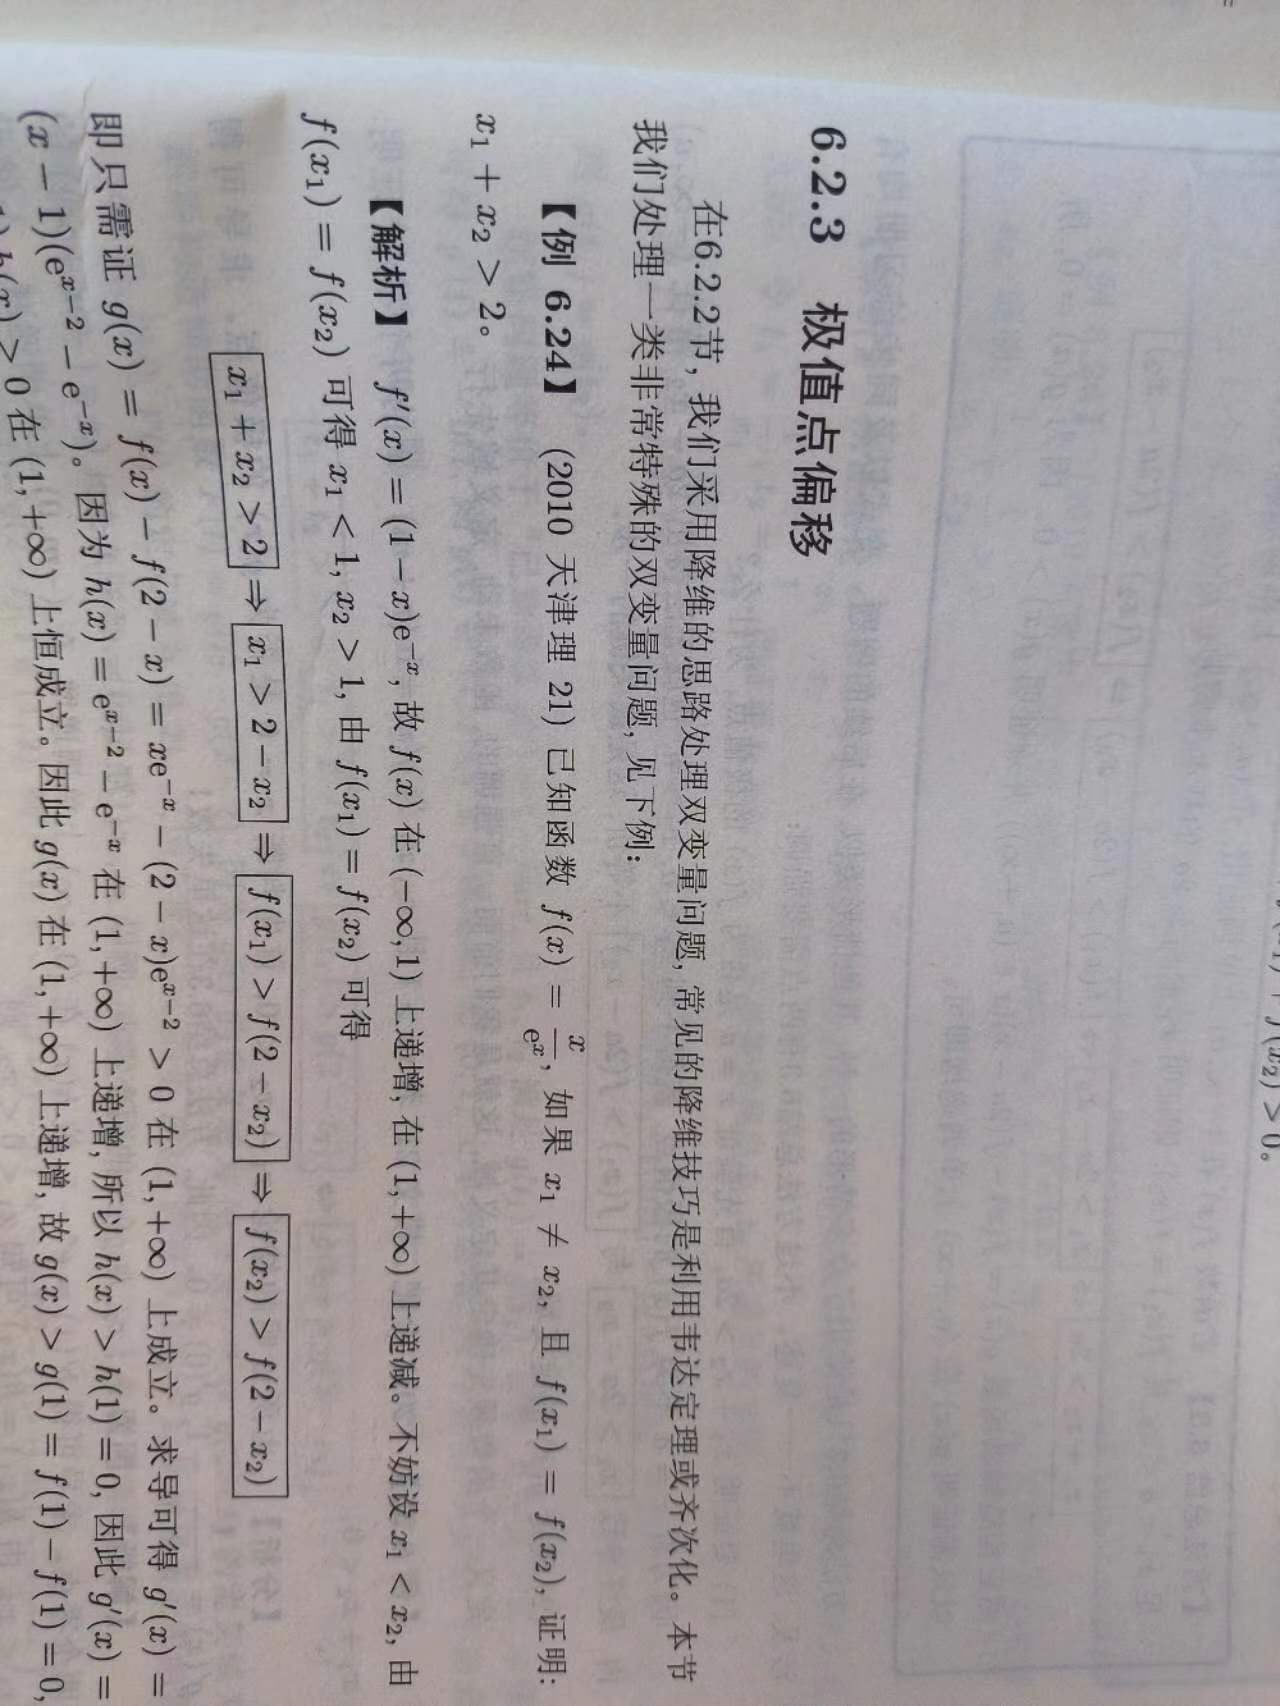 f(x₂) > 0。
6.2.3 极值点偏移
在6.2.2节, 我们采用降维的思路处理双变量问题, 常见的降维技巧是利用韦达定理或齐次化。本节
我们处理一类非常特殊的双变量问题, 见下例:
【例 6.24】 (2010 天津理 21) 已知函数 f(x) = x/eˣ, 如果 x₁ ≠ x₂, 且 f(x₁) = f(x₂), 证明:
x₁ + x₂ > 2。
【解析】 f′(x) = (1 − x)e⁻ˣ, 故 f(x) 在 (−∞, 1) 上递增, 在 (1, +∞) 上递减。不妨设 x₁ < x₂, 由
f(x₁) = f(x₂) 可得 x₁ < 1, x₂ > 1, 由 f(x₁) = f(x₂) 可得
x₁ + x₂ > 2 ⇒ x₁ > 2 − x₂ ⇒ f(x₁) > f(2 − x₂) ⇒ f(x₂) > f(2 − x₂)
即只需证 g(x) = f(x) − f(2 − x) = xe⁻ˣ − (2 − x)eˣ⁻² > 0 在 (1, +∞) 上成立。求导可得 g′(x) =
(x − 1)(eˣ⁻² − e⁻ˣ)。因为 h(x) = eˣ⁻² − e⁻ˣ 在 (1, +∞) 上递增, 所以 h(x) > h(1) = 0, 因此 g′(x) =
h(x) > 0 在 (1, +∞) 上恒成立。因此 g(x) 在 (1, +∞) 上递增, 故 g(x) > g(1) = f(1) − f(1) = 0,